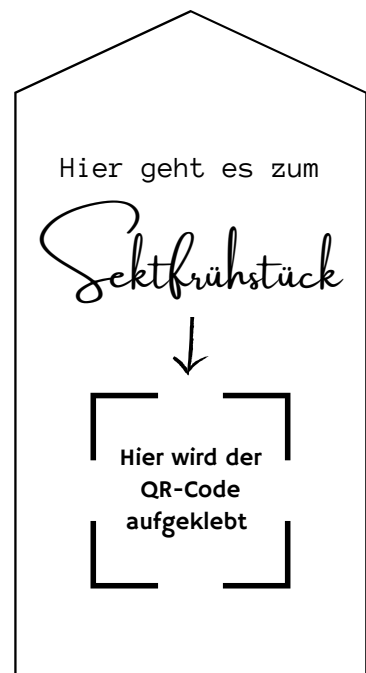 Hier geht es zum
Sektfrühstück
Hier wird der
QR-Code
aufgeklebt